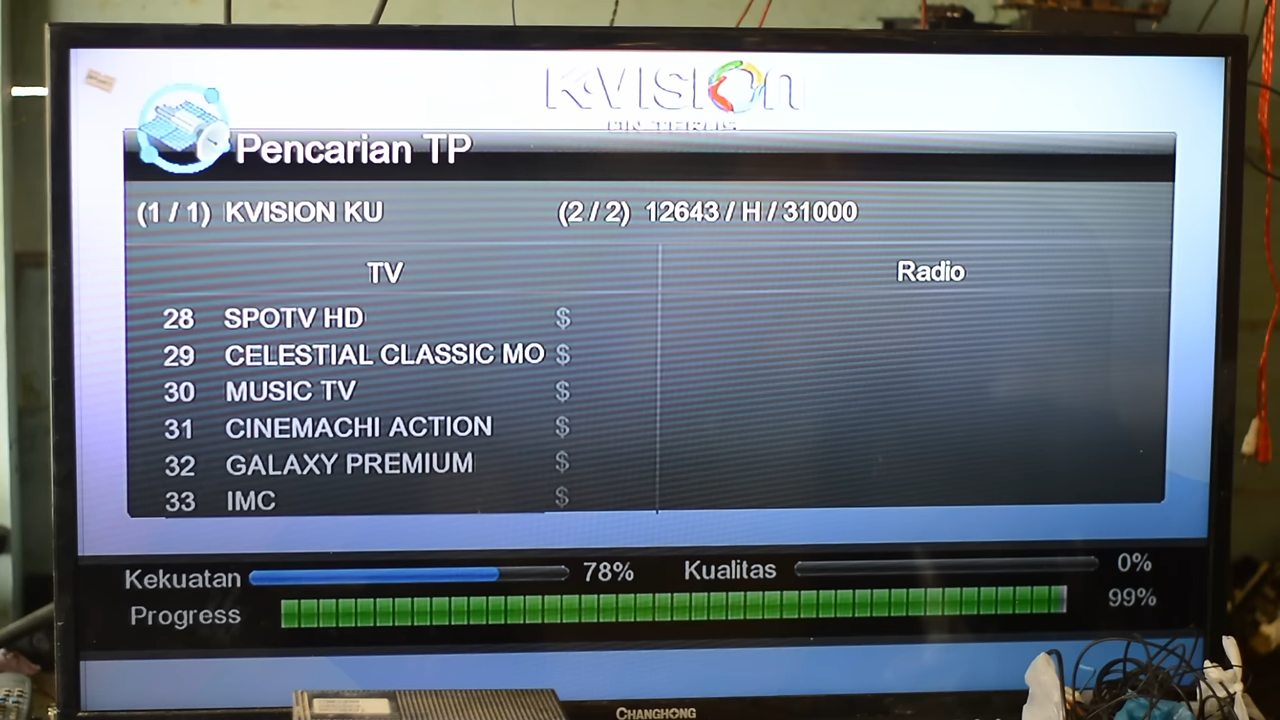 KVISION
Pencarian TP
(1 / 1) KVISION KU (2 / 2) 12643 / H / 31000
TV Radio
28 SPOTV HD $
29 CELESTIAL CLASSIC MO $
30 MUSIC TV $
31 CINEMACHI ACTION $
32 GALAXY PREMIUM $
33 IMC $
Kekuatan 78% Kualitas 0%
Progress 99%
CHANGHONG